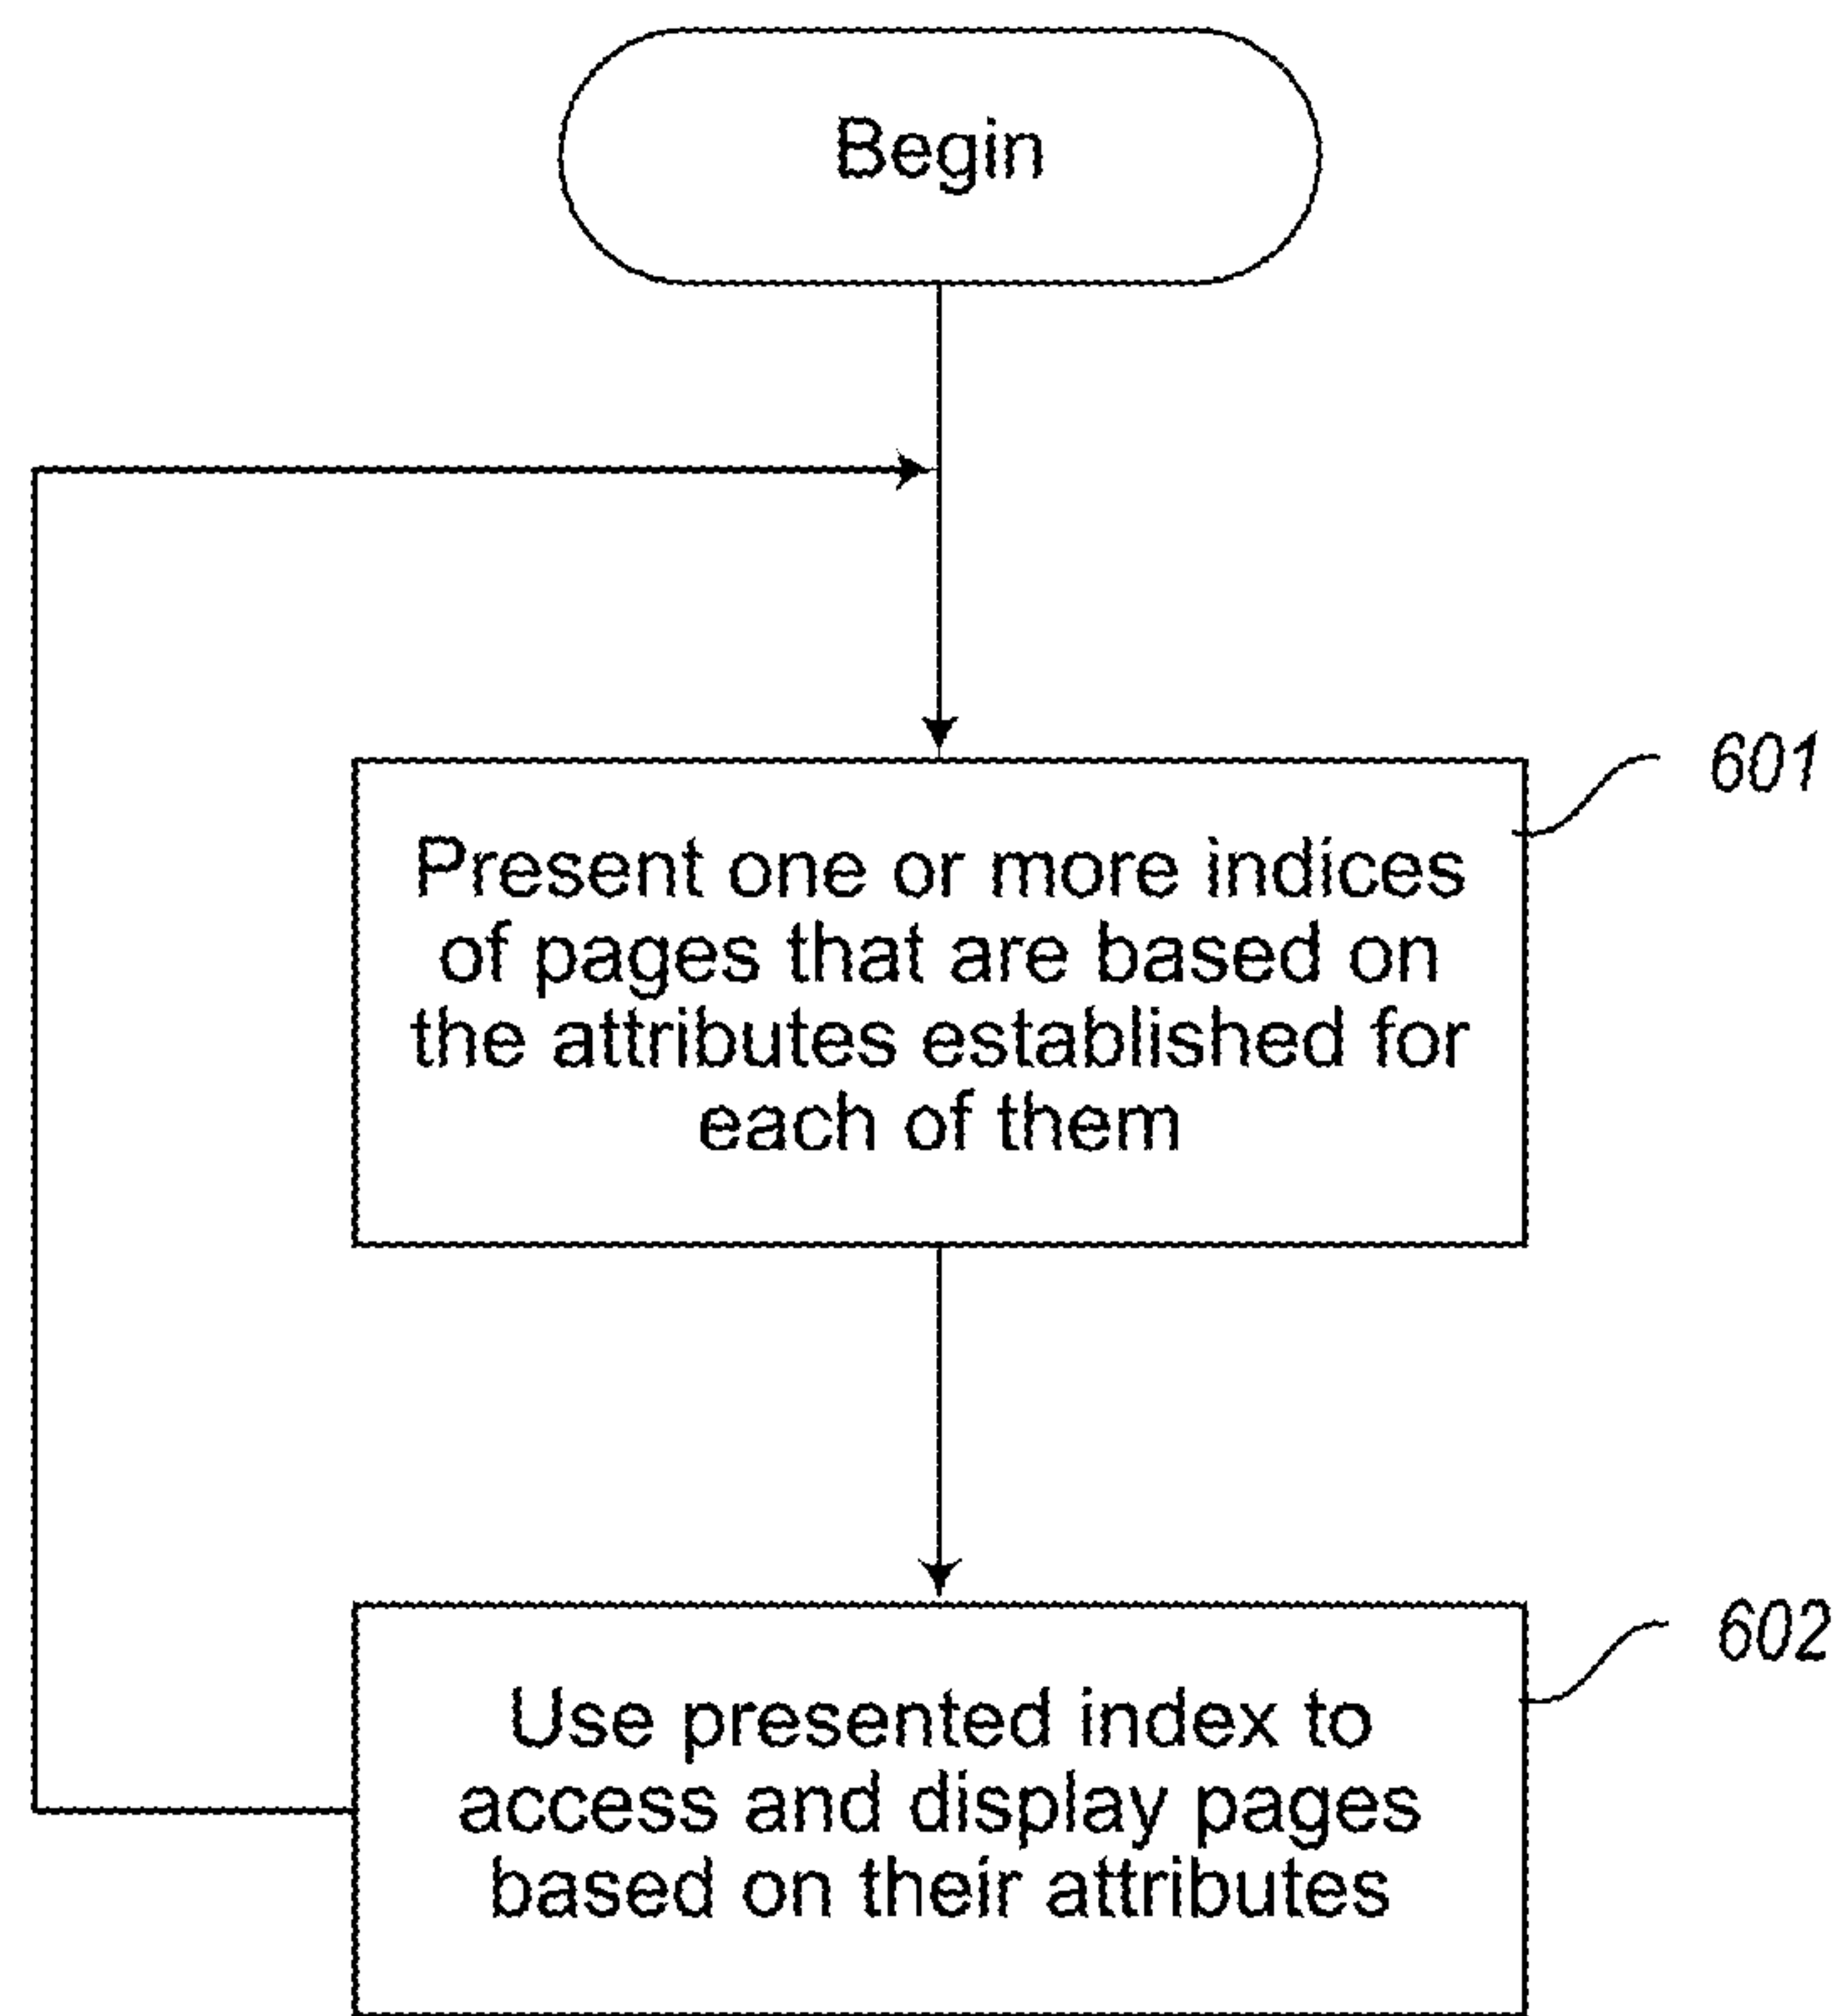 Begin
601
Present one or more indices
of pages that are based on
the attributes established for
each of them
602
Use presented index to
access and display pages
based on their attributes